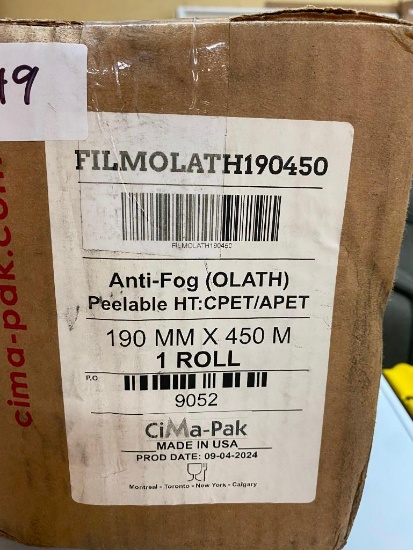 49
cima-pak.com
FILMOLATH190450
FILMOLATH190450
Anti-Fog (OLATH)
Peelable HT:CPET/APET
190 MM X 450 M
1 ROLL
P.O.
9052
CiMa-Pak
MADE IN USA
PROD DATE: 09-04-2024
Montreal - Toronto - New York - Calgary